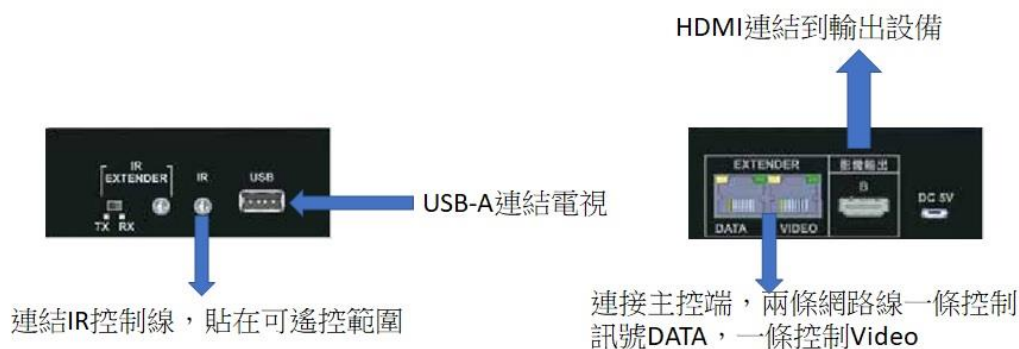 HDMI連結到輸出設備
IR
EXTENDER
IR
USB
TX RX
USB-A連結電視
連結IR控制線，貼在可遙控範圍
EXTENDER
影像輸出
B
DATA
VIDEO
DC 5V
連接主控端，兩條網路線一條控制
訊號DATA，一條控制Video